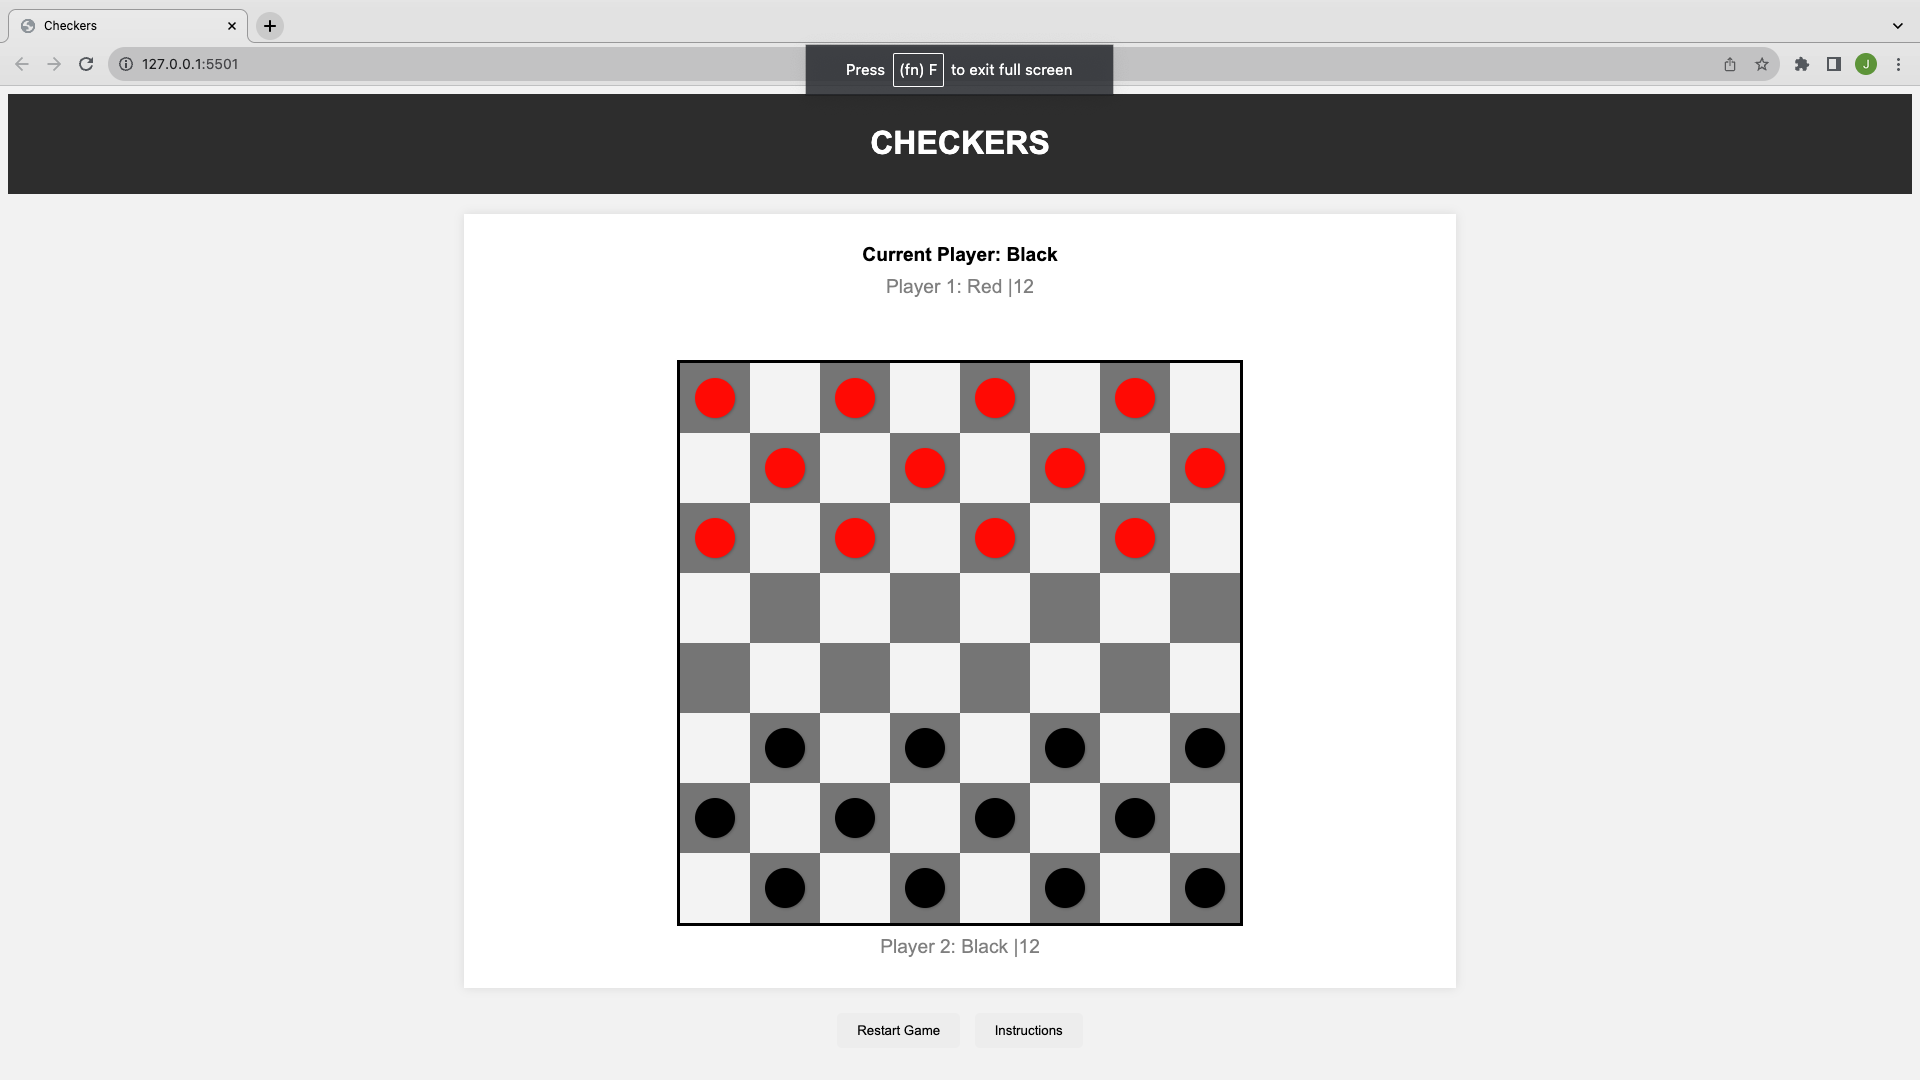 Checkers
127.0.0.1:5501
Press (fn) F to exit full screen
J
CHECKERS
Current Player: Black
Player 1: Red |12
Player 2: Black |12
Restart Game
Instructions